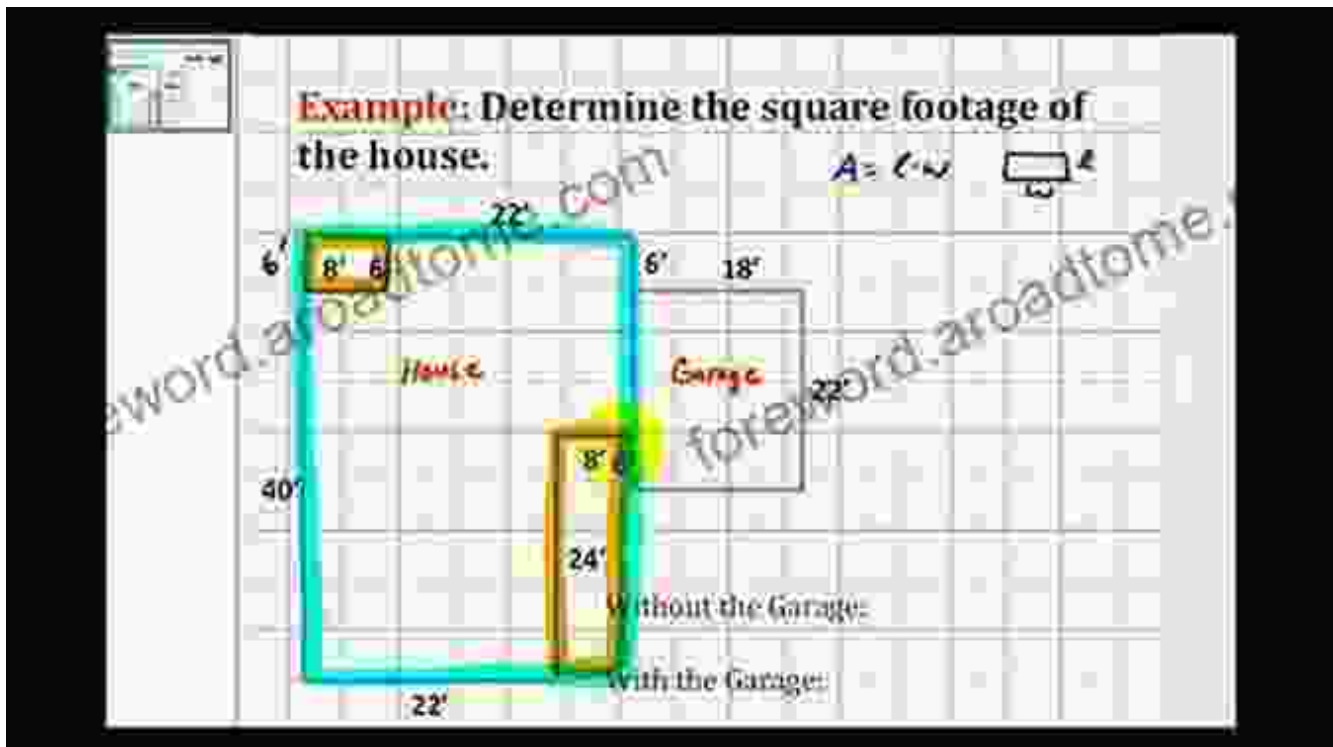 Example: Determine the square footage of
the house.
A = l·w
l
w
22'
6'
8' 6'
6'
18'
House
Garage
22'
8'
40'
24'
Without the Garage:
With the Garage:
22'
foreword.aroadtome.com
foreword.aroadtome.